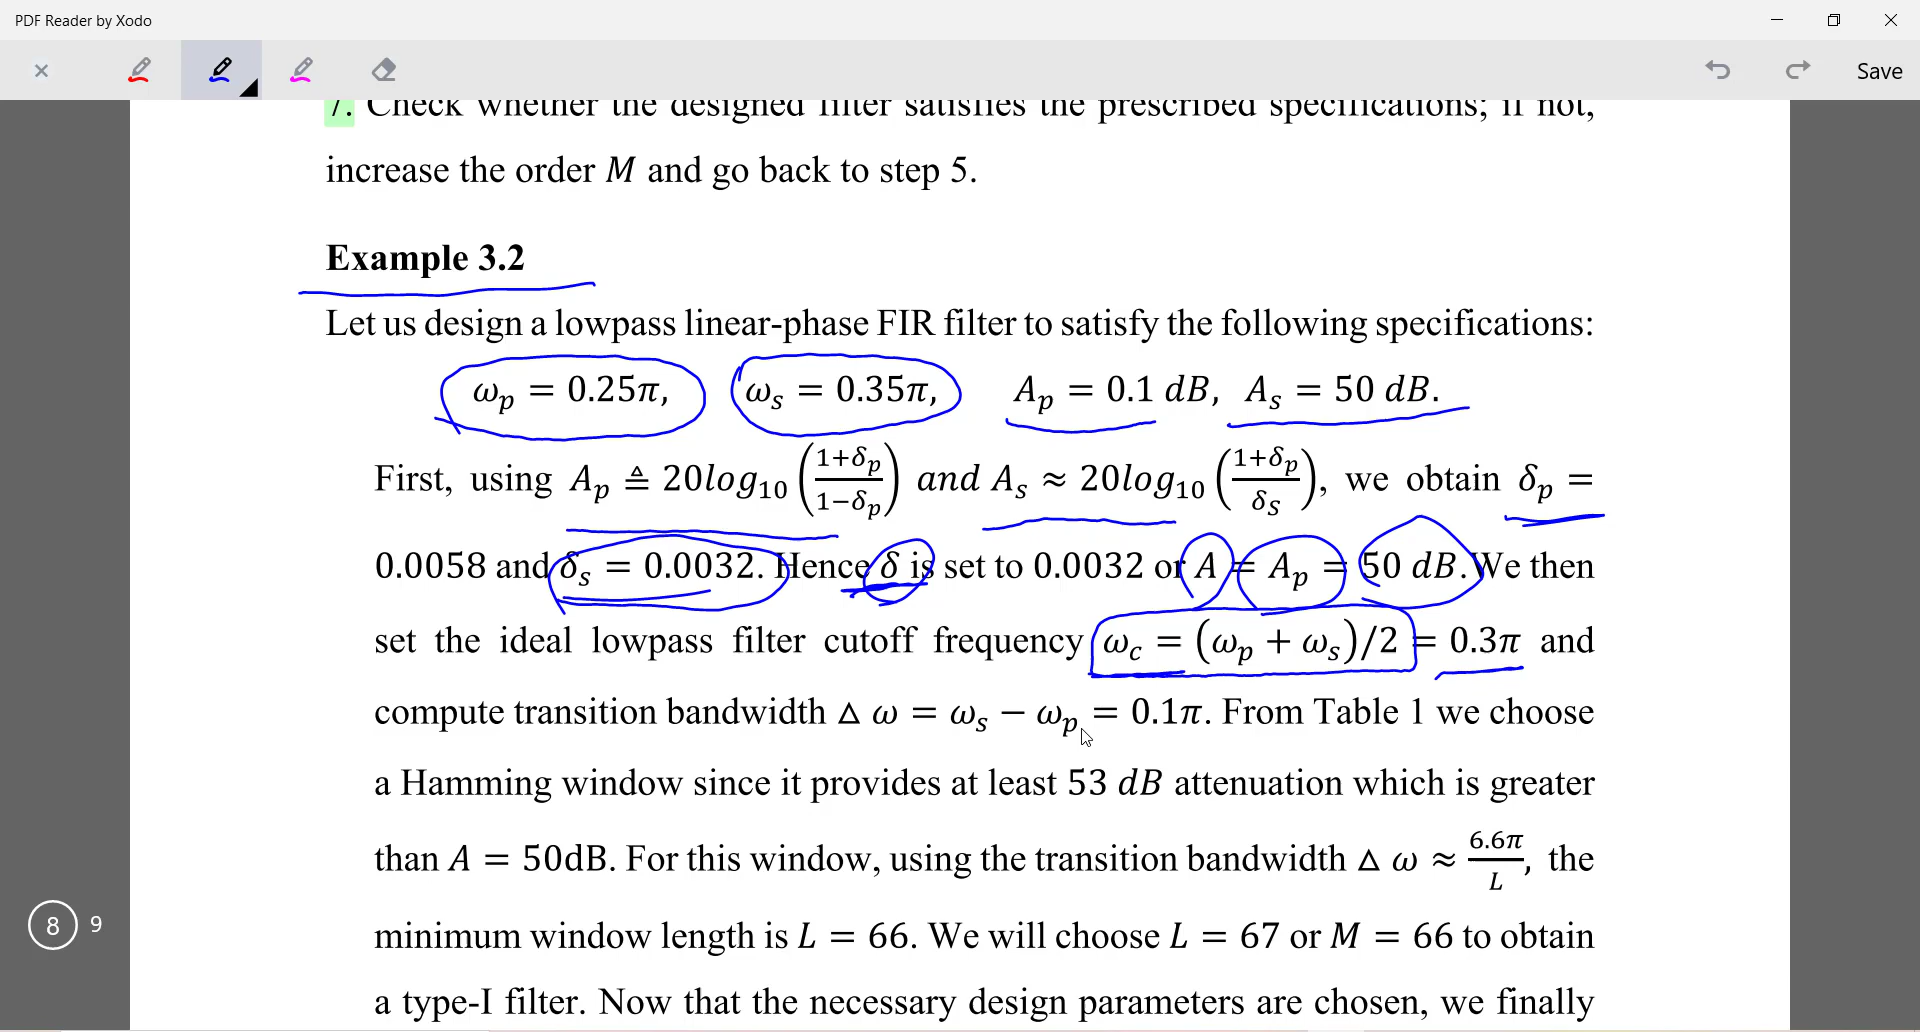 PDF Reader by Xodo
Save
7. Check whether the designed filter satisfies the prescribed specifications; if not,
increase the order M and go back to step 5.
Example 3.2
Let us design a lowpass linear-phase FIR filter to satisfy the following specifications:
ωp = 0.25π, ωs = 0.35π, Ap = 0.1 dB, As = 50 dB.
First, using Ap ≜ 20log10 ((1+δp)/(1−δp)) and As ≈ 20log10 ((1+δp)/δS), we obtain δp =
0.0058 and δs = 0.0032. Hence δ is set to 0.0032 or A = Ap = 50 dB. We then
set the ideal lowpass filter cutoff frequency ωc = (ωp + ωs)/2 = 0.3π and
compute transition bandwidth △ ω = ωs − ωp = 0.1π. From Table 1 we choose
a Hamming window since it provides at least 53 dB attenuation which is greater
than A = 50dB. For this window, using the transition bandwidth △ ω ≈ 6.6π/L, the
minimum window length is L = 66. We will choose L = 67 or M = 66 to obtain
a type-I filter. Now that the necessary design parameters are chosen, we finally
8 9